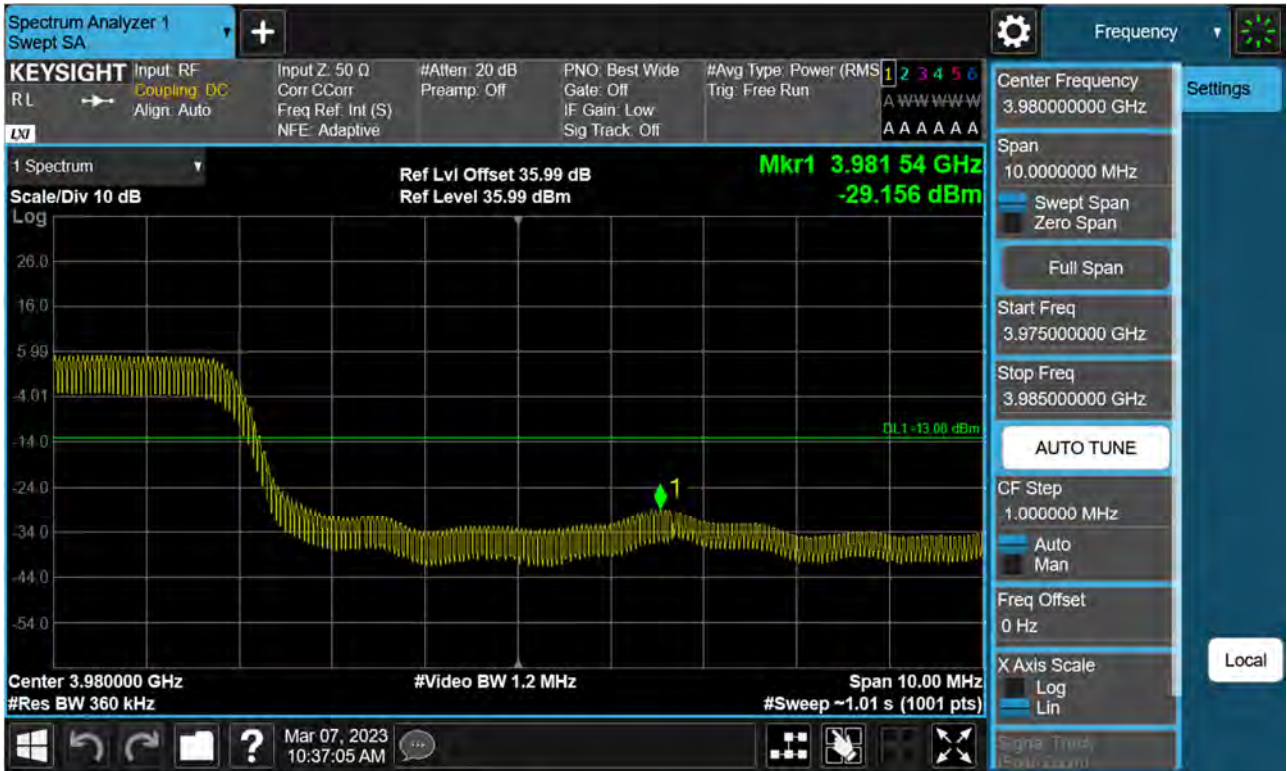 Spectrum Analyzer 1
Swept SA
+
Frequency
KEYSIGHT
RL
LXI
Input: RF
Coupling: DC
Align: Auto
Input Z: 50 Ω
Corr CCorr
Freq Ref: Int (S)
NFE: Adaptive
#Atten: 20 dB
Preamp: Off
PNO: Best Wide
Gate: Off
IF Gain: Low
Sig Track: Off
#Avg Type: Power (RMS
Trig: Free Run
1 2 3 4 5 6
A W W W W W
A A A A A A
1 Spectrum
Scale/Div 10 dB
Log
Ref Lvl Offset 35.99 dB
Ref Level 35.99 dBm
Mkr1 3.981 54 GHz
-29.156 dBm
26.0
16.0
5.99
-4.01
-14.0
-24.0
-34.0
-44.0
-54.0
DL1 -13.00 dBm
1
Center 3.980000 GHz
#Res BW 360 kHz
#Video BW 1.2 MHz
Span 10.00 MHz
#Sweep ~1.01 s (1001 pts)
Center Frequency
3.980000000 GHz
Span
10.0000000 MHz
Swept Span
Zero Span
Full Span
Start Freq
3.975000000 GHz
Stop Freq
3.985000000 GHz
AUTO TUNE
CF Step
1.000000 MHz
Auto
Man
Freq Offset
0 Hz
X Axis Scale
Log
Lin
Signal Track
(Span Zoom)
Settings
Local
?
Mar 07, 2023
10:37:05 AM